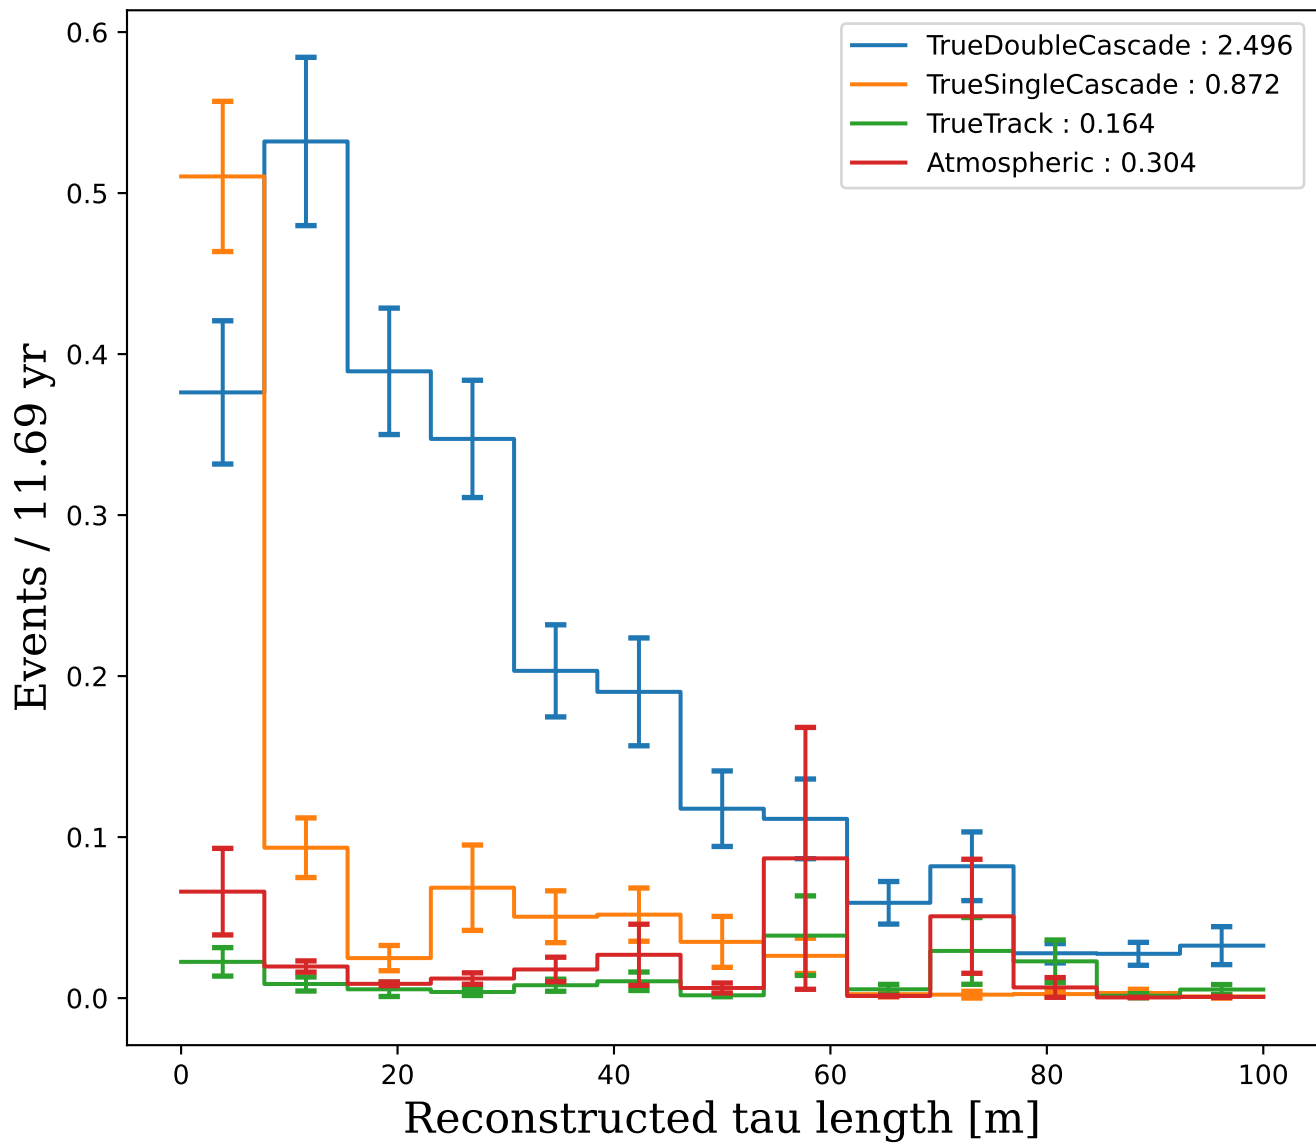 TrueDoubleCascade : 2.496
TrueSingleCascade : 0.872
TrueTrack : 0.164
Atmospheric : 0.304
Events / 11.69 yr
0.6
0.5
0.4
0.3
0.2
0.1
0.0
0 20 40 60 80 100
Reconstructed tau length [m]